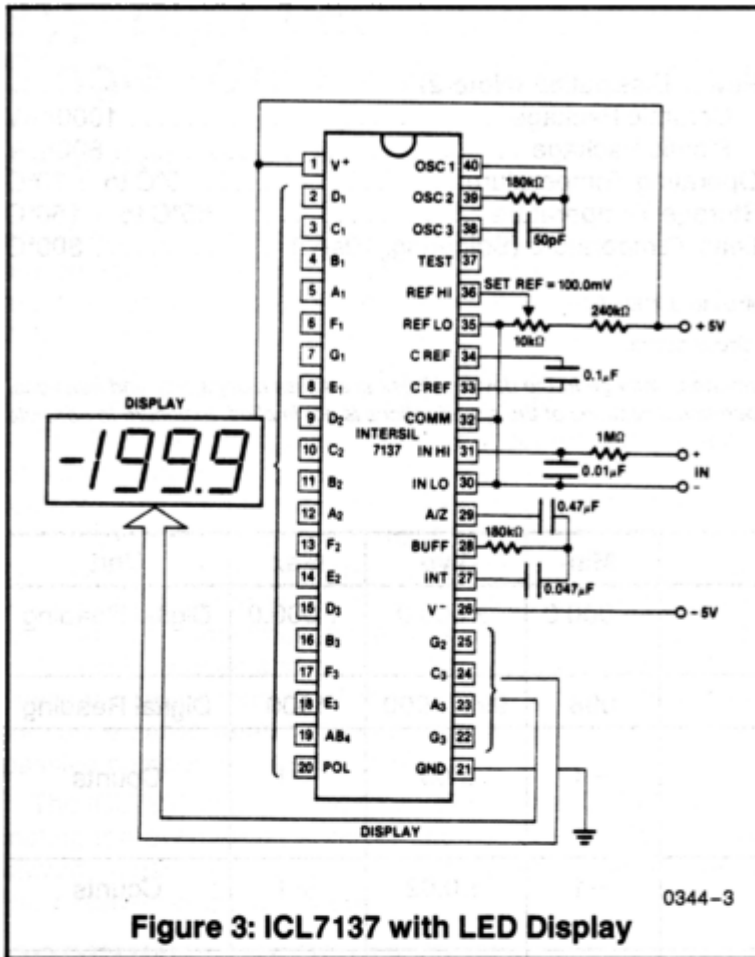 1 V+ OSC 1 40
2 D1 OSC 2 39 180kΩ
3 C1 OSC 3 38 50pF
4 B1 TEST 37
5 A1 REF HI 36 SET REF = 100.0mV
6 F1 REF LO 35 10kΩ 240kΩ + 5V
7 G1 C REF 34
8 E1 C REF 33 0.1μF
9 D2 COMM 32
INTERSIL
7137
10 C2 IN HI 31 1MΩ +
11 B2 IN LO 30 0.01μF IN -
12 A2 A/Z 29 0.47μF
13 F2 BUFF 28 180kΩ
14 E2 INT 27 0.047μF
15 D3 V- 26 - 5V
16 B3 G2 25
17 F3 C3 24
18 E3 A3 23
19 AB4 G3 22
20 POL GND 21
DISPLAY
-199.9
DISPLAY
0344-3
Figure 3: ICL7137 with LED Display